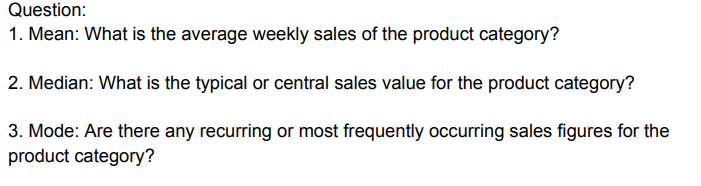 Question:
1. Mean: What is the average weekly sales of the product category?
2. Median: What is the typical or central sales value for the product category?
3. Mode: Are there any recurring or most frequently occurring sales figures for the
product category?